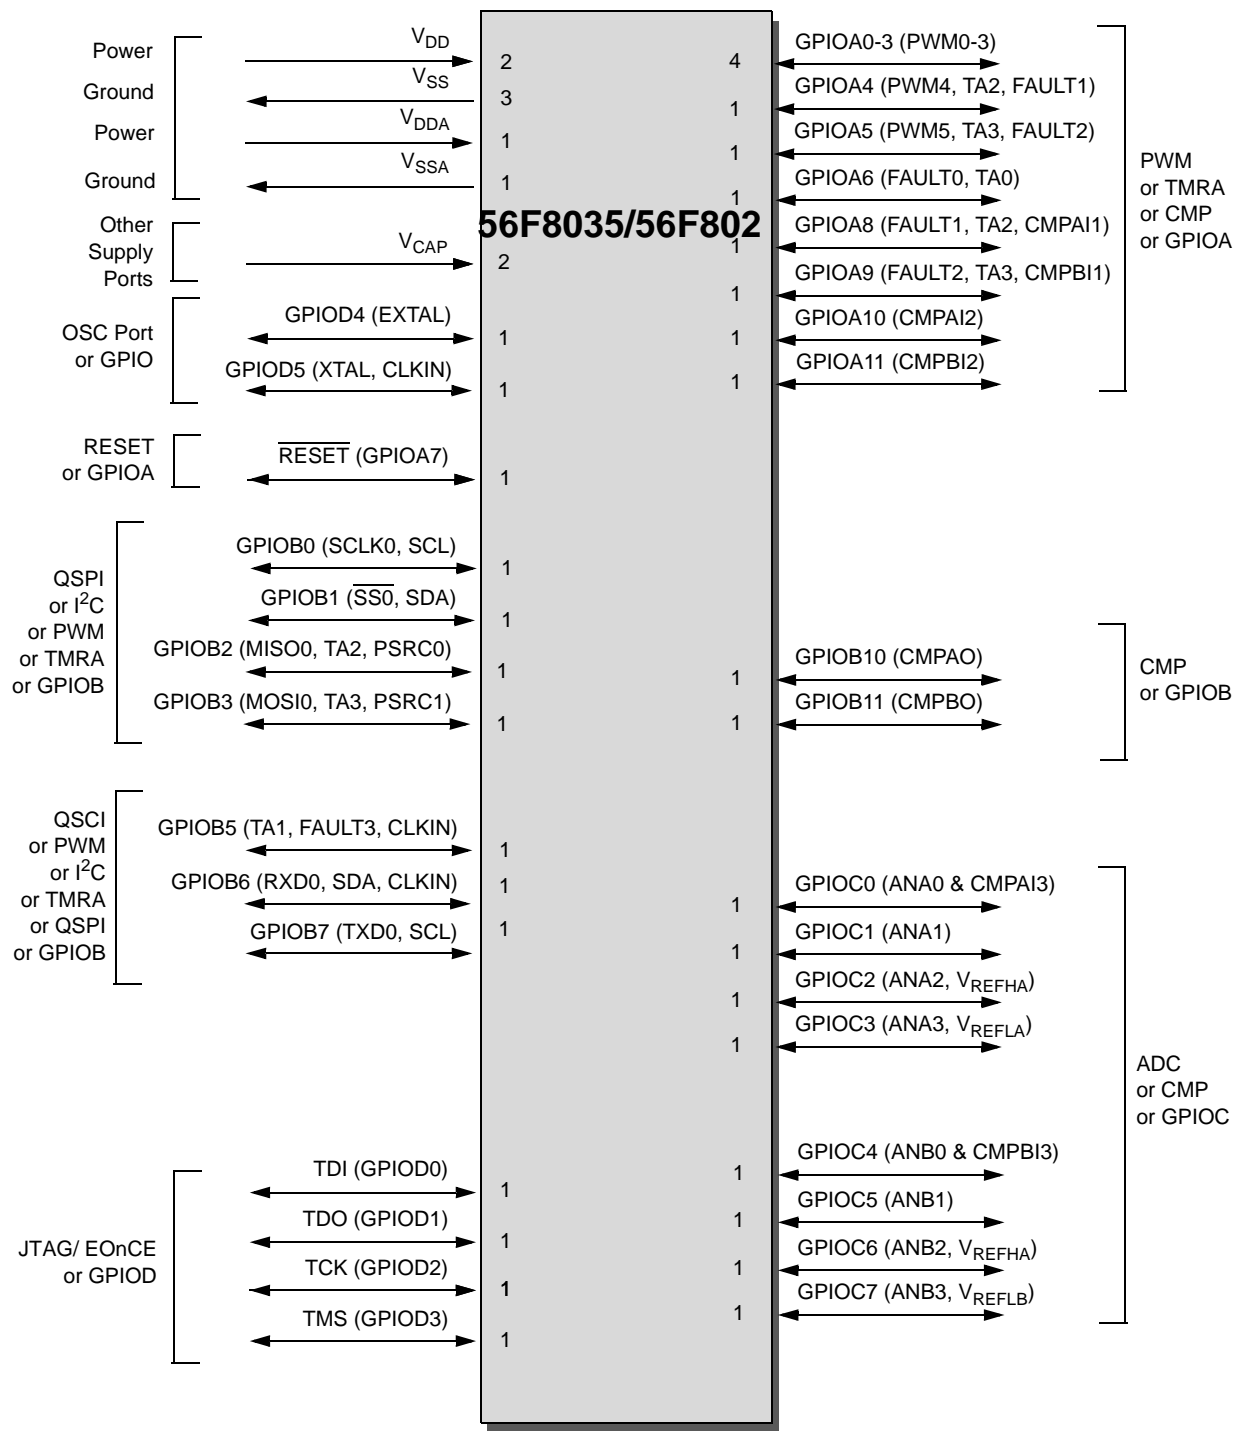 Power
Ground
Power
Ground
VDD
VSS
VDDA
VSSA
2
3
1
1
Other
Supply
Ports
VCAP
2
OSC Port
or GPIO
GPIOD4 (EXTAL)
1
GPIOD5 (XTAL, CLKIN)
1
RESET
or GPIOA
RESET (GPIOA7)
1
QSPI
or I2C
or PWM
or TMRA
or GPIOB
GPIOB0 (SCLK0, SCL)
1
GPIOB1 (SS0, SDA)
1
GPIOB2 (MISO0, TA2, PSRC0)
1
GPIOB3 (MOSI0, TA3, PSRC1)
1
QSCI
or PWM
or I2C
or TMRA
or QSPI
or GPIOB
GPIOB5 (TA1, FAULT3, CLKIN)
1
GPIOB6 (RXD0, SDA, CLKIN)
1
GPIOB7 (TXD0, SCL)
1
JTAG/ EOnCE
or GPIOD
TDI (GPIOD0)
1
TDO (GPIOD1)
1
TCK (GPIOD2)
1
TMS (GPIOD3)
1
56F8035/56F802
4
GPIOA0-3 (PWM0-3)
1
GPIOA4 (PWM4, TA2, FAULT1)
1
GPIOA5 (PWM5, TA3, FAULT2)
1
GPIOA6 (FAULT0, TA0)
1
GPIOA8 (FAULT1, TA2, CMPAI1)
1
GPIOA9 (FAULT2, TA3, CMPBI1)
1
GPIOA10 (CMPAI2)
1
GPIOA11 (CMPBI2)
PWM
or TMRA
or CMP
or GPIOA
1
GPIOB10 (CMPAO)
1
GPIOB11 (CMPBO)
CMP
or GPIOB
1
GPIOC0 (ANA0 & CMPAI3)
1
GPIOC1 (ANA1)
1
GPIOC2 (ANA2, VREFHA)
1
GPIOC3 (ANA3, VREFLA)
1
GPIOC4 (ANB0 & CMPBI3)
1
GPIOC5 (ANB1)
1
GPIOC6 (ANB2, VREFHA)
1
GPIOC7 (ANB3, VREFLB)
ADC
or CMP
or GPIOC